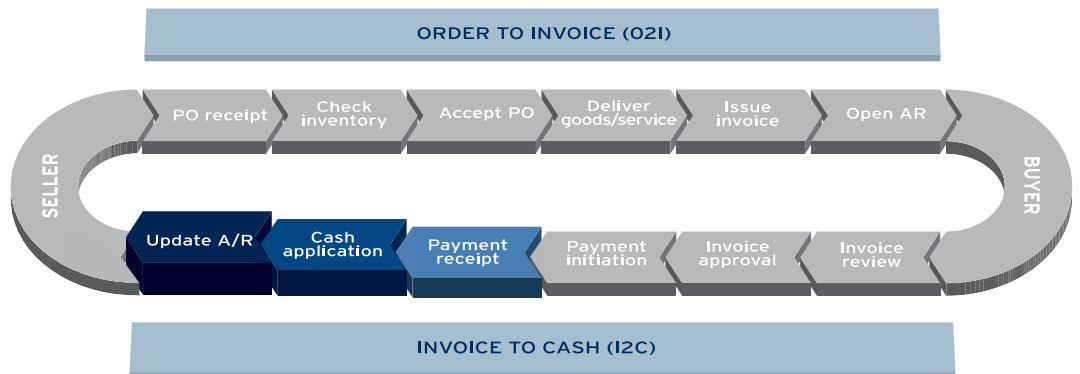 ORDER TO INVOICE (O2I)
PO receipt
Check
inventory
Accept PO
Deliver
goods/service
Issue
invoice
Open AR
SELLER
BUYER
Update A/R
Cash
application
Payment
receipt
Payment
initiation
Invoice
approval
Invoice
review
INVOICE TO CASH (I2C)